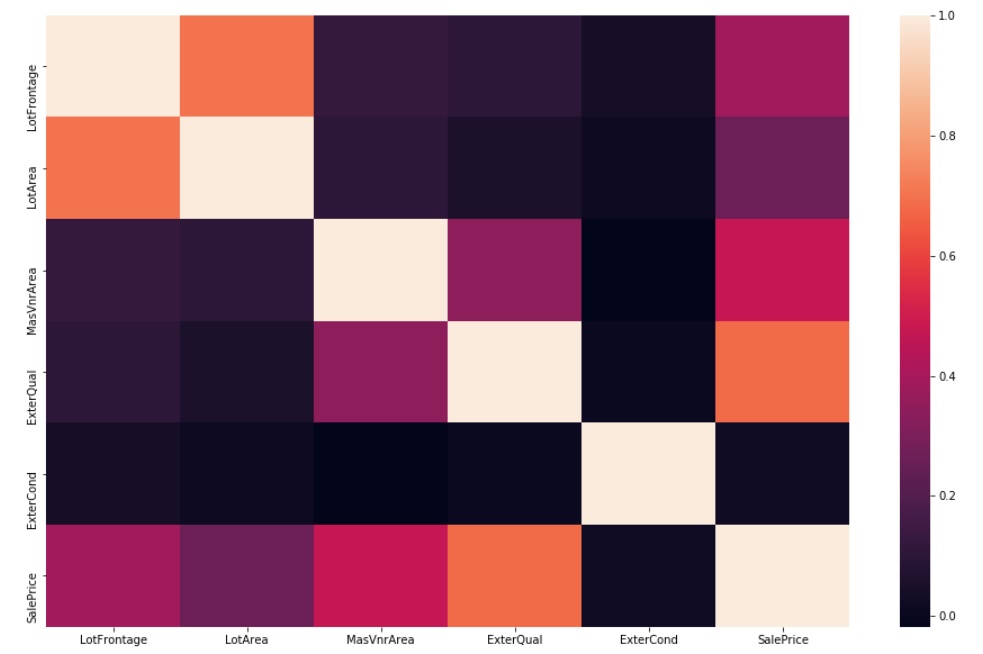 LotFrontage
LotArea
MasVnrArea
ExterQual
ExterCond
SalePrice
LotFrontage
LotArea
MasVnrArea
ExterQual
ExterCond
SalePrice
1.0
0.8
0.6
0.4
0.2
0.0